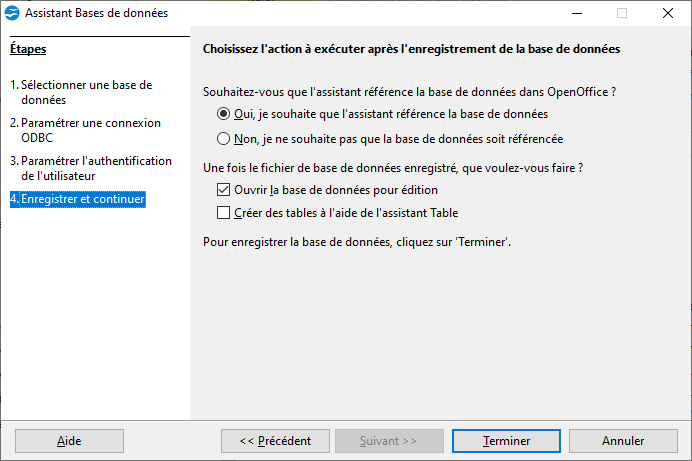 Assistant Bases de données
Étapes
1. Sélectionner une base de
données
2. Paramétrer une connexion
ODBC
3. Paramétrer l'authentification
de l'utilisateur
4. Enregistrer et continuer
Choisissez l'action à exécuter après l'enregistrement de la base de données
Souhaitez-vous que l'assistant référence la base de données dans OpenOffice ?
Oui, je souhaite que l'assistant référence la base de données
Non, je ne souhaite pas que la base de données soit référencée
Une fois le fichier de base de données enregistré, que voulez-vous faire ?
Ouvrir la base de données pour édition
Créer des tables à l'aide de l'assistant Table
Pour enregistrer la base de données, cliquez sur 'Terminer'.
Aide
<< Précédent
Suivant >>
Terminer
Annuler